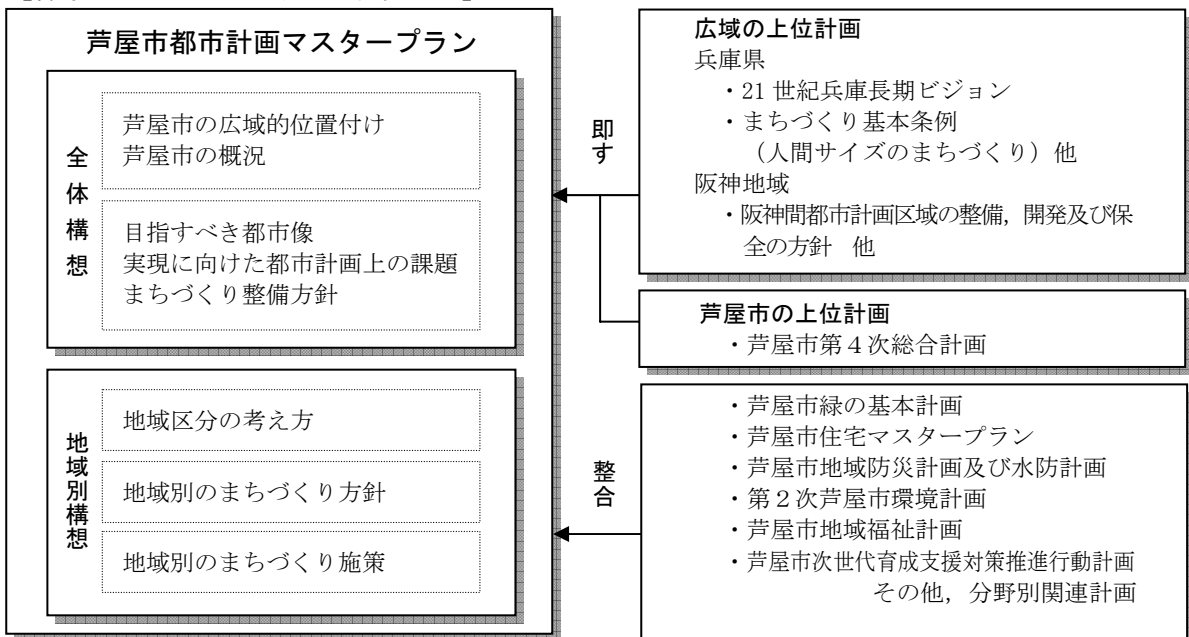 芦屋市都市計画マスタープラン
全体構想
芦屋市の広域的位置付け
芦屋市の概況
目指すべき都市像
実現に向けた都市計画上の課題
まちづくり整備方針
地域別構想
地域区分の考え方
地域別のまちづくり方針
地域別のまちづくり施策
即す
広域の上位計画
兵庫県
・21 世紀兵庫長期ビジョン
・まちづくり基本条例
（人間サイズのまちづくり）他
阪神地域
・阪神間都市計画区域の整備，開発及び保
全の方針　他
芦屋市の上位計画
・芦屋市第４次総合計画
整合
・芦屋市緑の基本計画
・芦屋市住宅マスタープラン
・芦屋市地域防災計画及び水防計画
・第２次芦屋市環境計画
・芦屋市地域福祉計画
・芦屋市次世代育成支援対策推進行動計画
その他，分野別関連計画